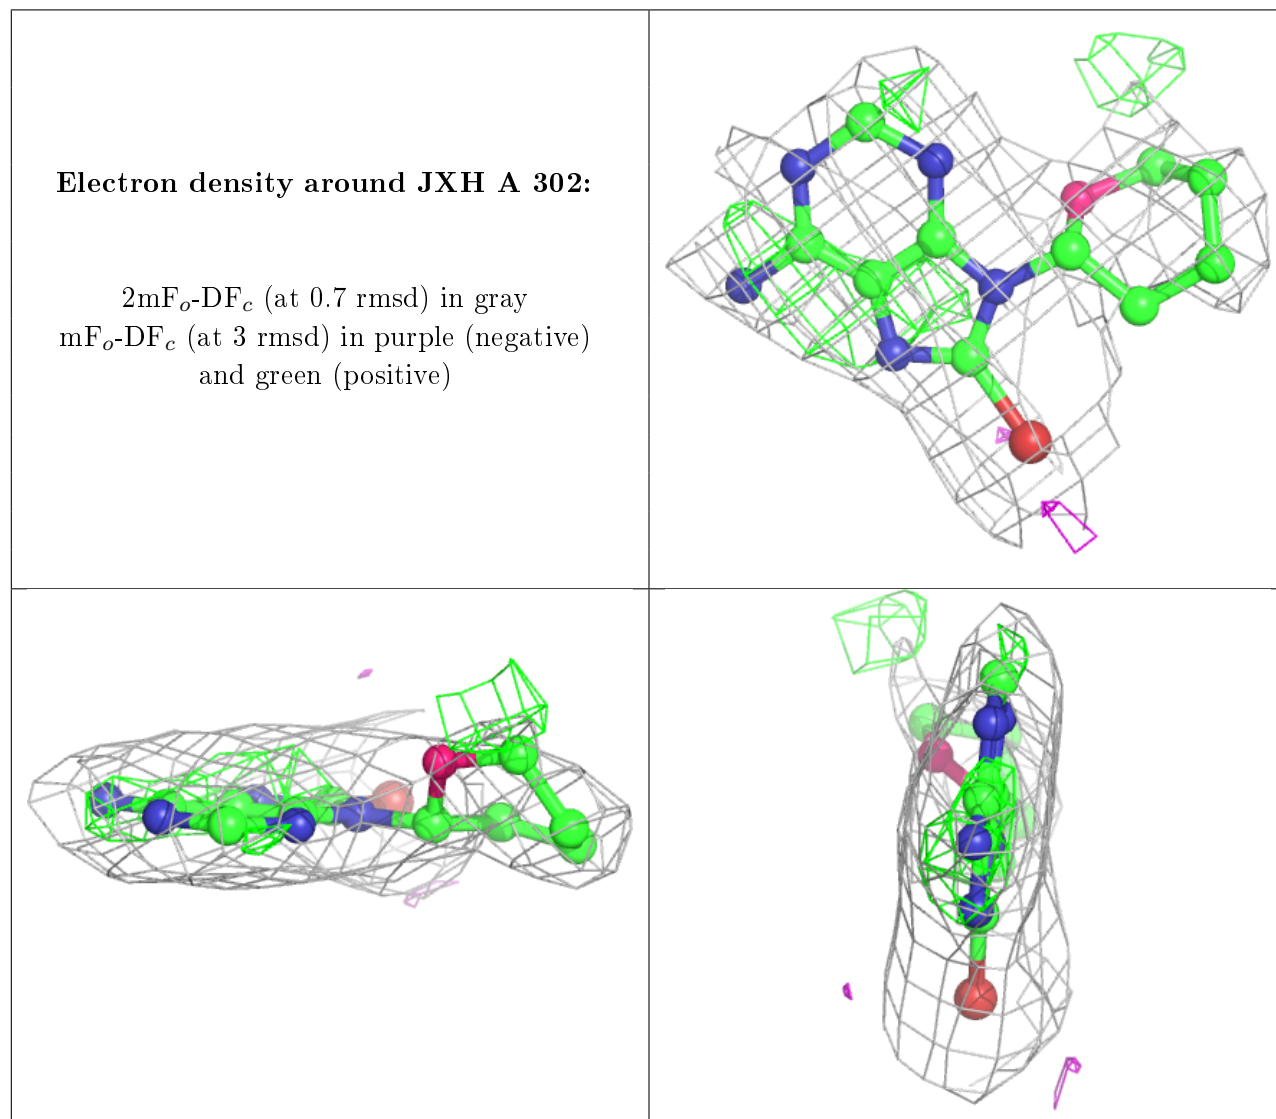 Electron density around JXH A 302:
2mFₒ-DF𝒸 (at 0.7 rmsd) in gray
mFₒ-DF𝒸 (at 3 rmsd) in purple (negative)
and green (positive)